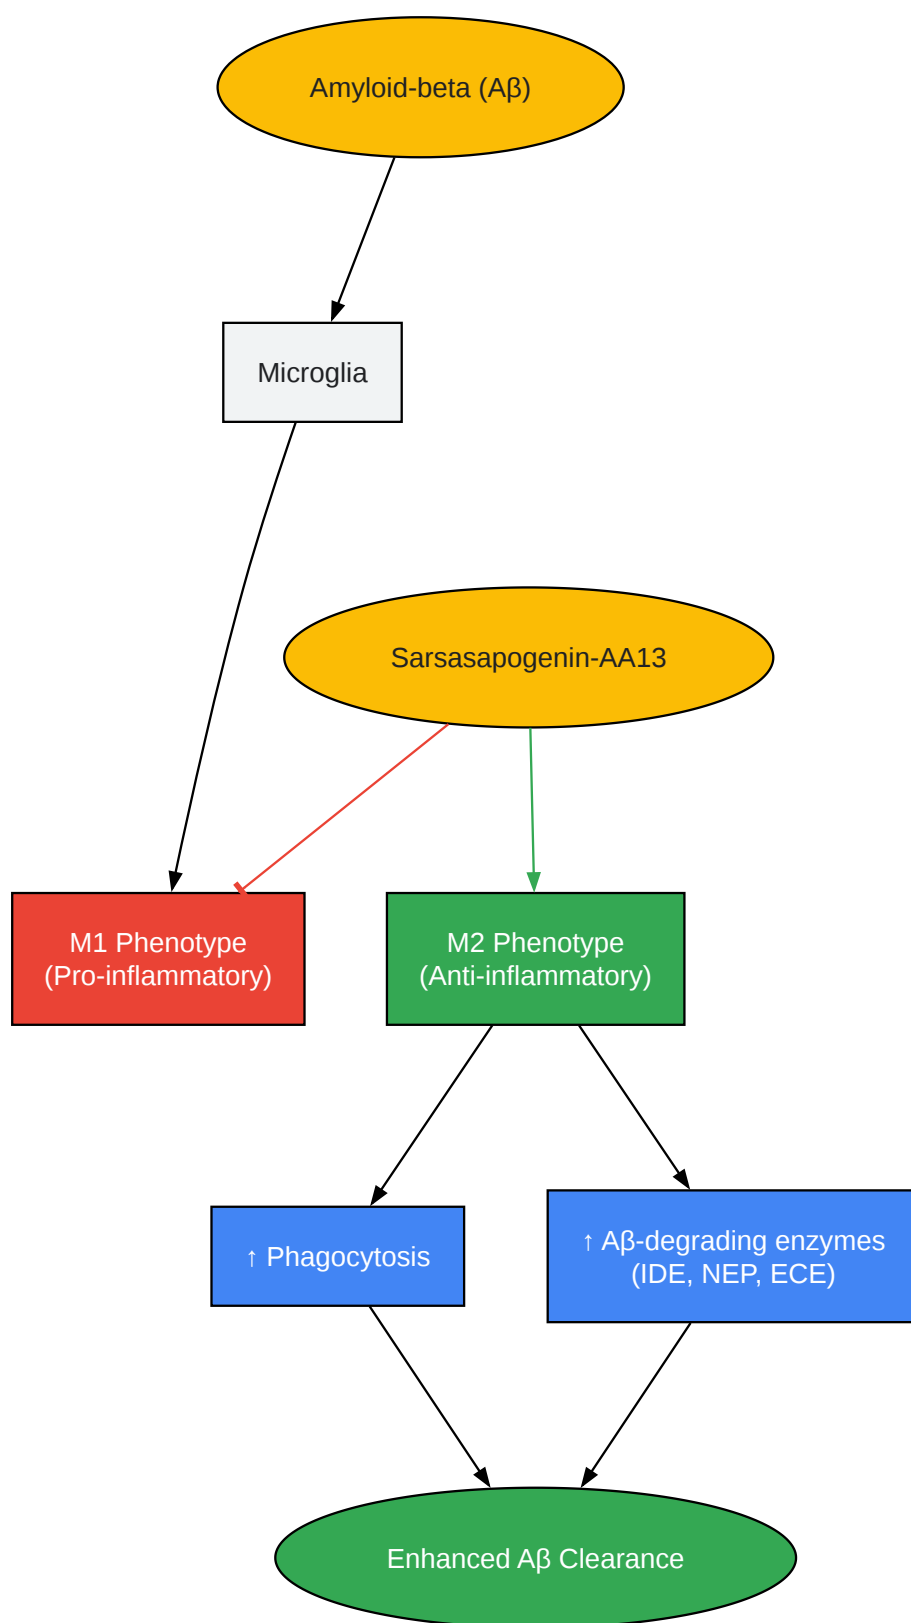 Amyloid-beta (Aβ)
Microglia
Sarsasapogenin-AA13
M1 Phenotype
(Pro-inflammatory)
M2 Phenotype
(Anti-inflammatory)
↑ Phagocytosis
↑ Aβ-degrading enzymes
(IDE, NEP, ECE)
Enhanced Aβ Clearance